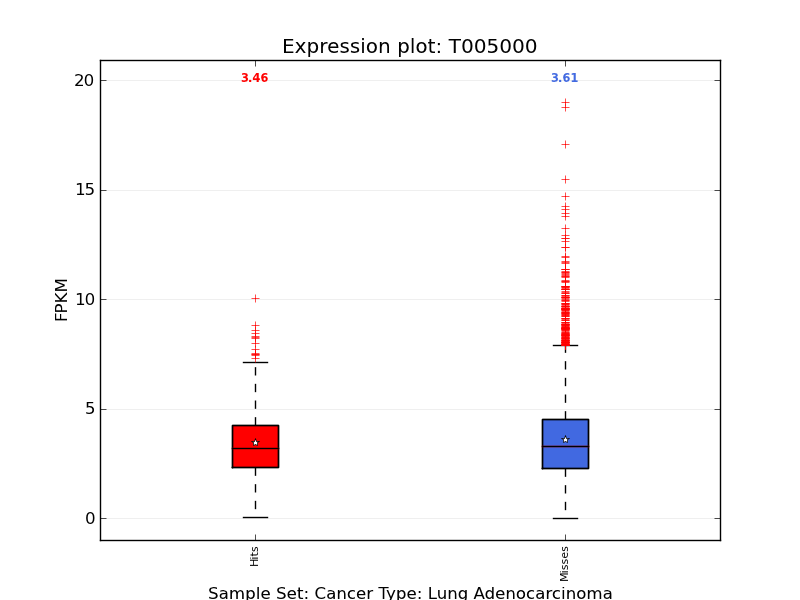 Expression plot: T005000
20
3.46
3.61
15
10
5
0
FPKM
Hits
Misses
Sample Set: Cancer Type: Lung Adenocarcinoma